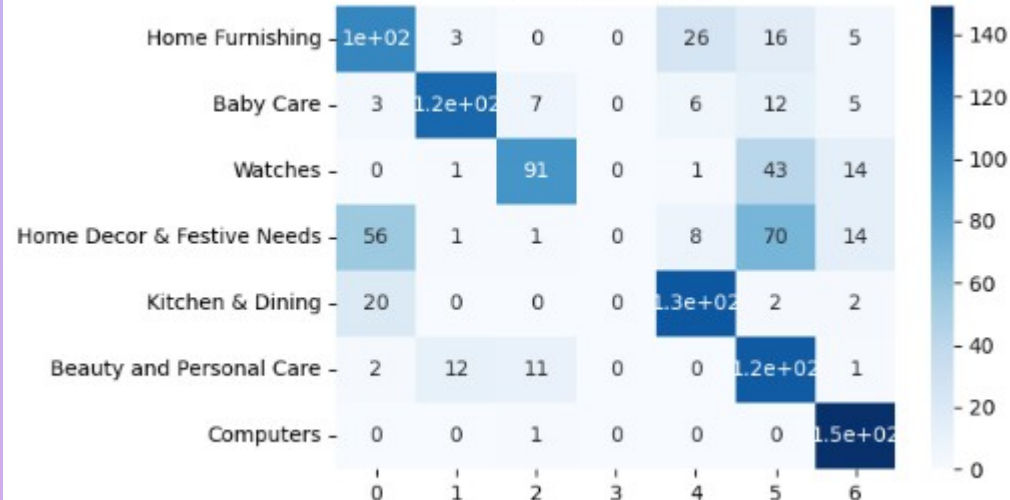 Home Furnishing 1e+02 3 0 0 26 16 5
Baby Care 3 1.2e+02 7 0 6 12 5
Watches 0 1 91 0 1 43 14
Home Decor & Festive Needs 56 1 1 0 8 70 14
Kitchen & Dining 20 0 0 0 1.3e+02 2 2
Beauty and Personal Care 2 12 11 0 0 1.2e+02 1
Computers 0 0 1 0 0 0 1.5e+02
0 1 2 3 4 5 6
140
120
100
80
60
40
20
0